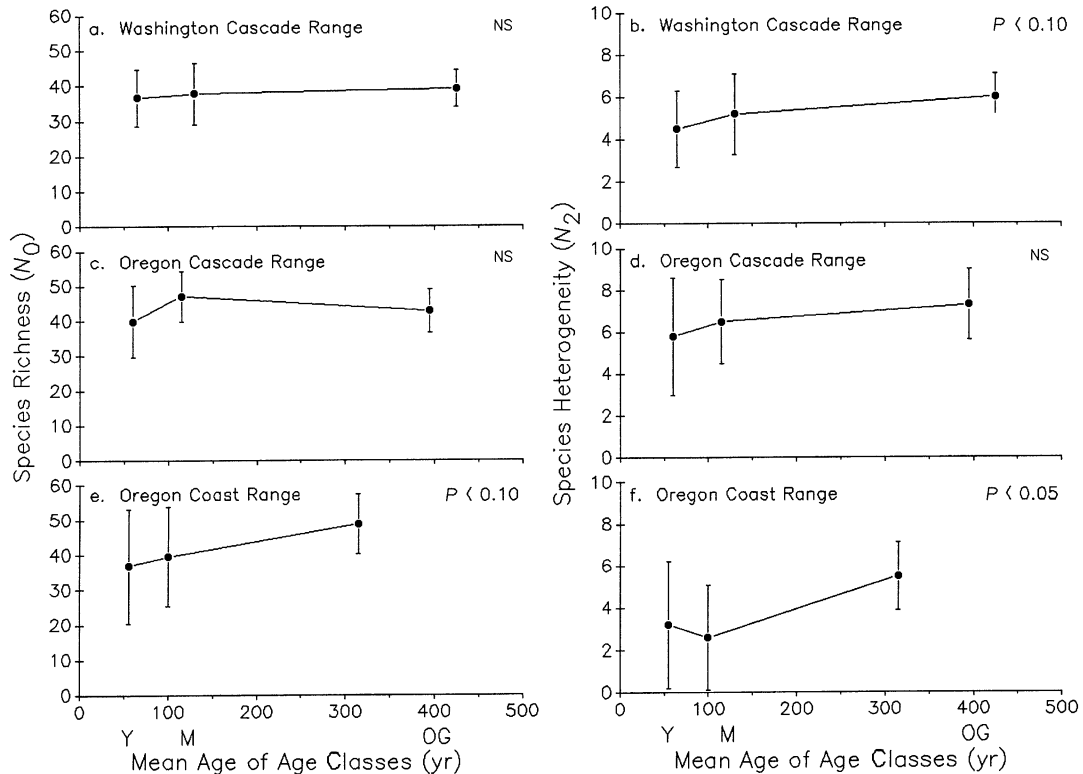 a. Washington Cascade Range NS
60
50
40
30
20
10
0
b. Washington Cascade Range P < 0.10
10
8
6
4
2
0
c. Oregon Cascade Range NS
60
50
40
30
20
10
0
d. Oregon Cascade Range NS
10
8
6
4
2
0
e. Oregon Coast Range P < 0.10
60
50
40
30
20
10
0
f. Oregon Coast Range P < 0.05
10
8
6
4
2
0
Species Richness (N0)
Species Heterogeneity (N2)
0 100 200 300 400 500
Y M OG
Mean Age of Age Classes (yr)
0 100 200 300 400 500
Y M OG
Mean Age of Age Classes (yr)